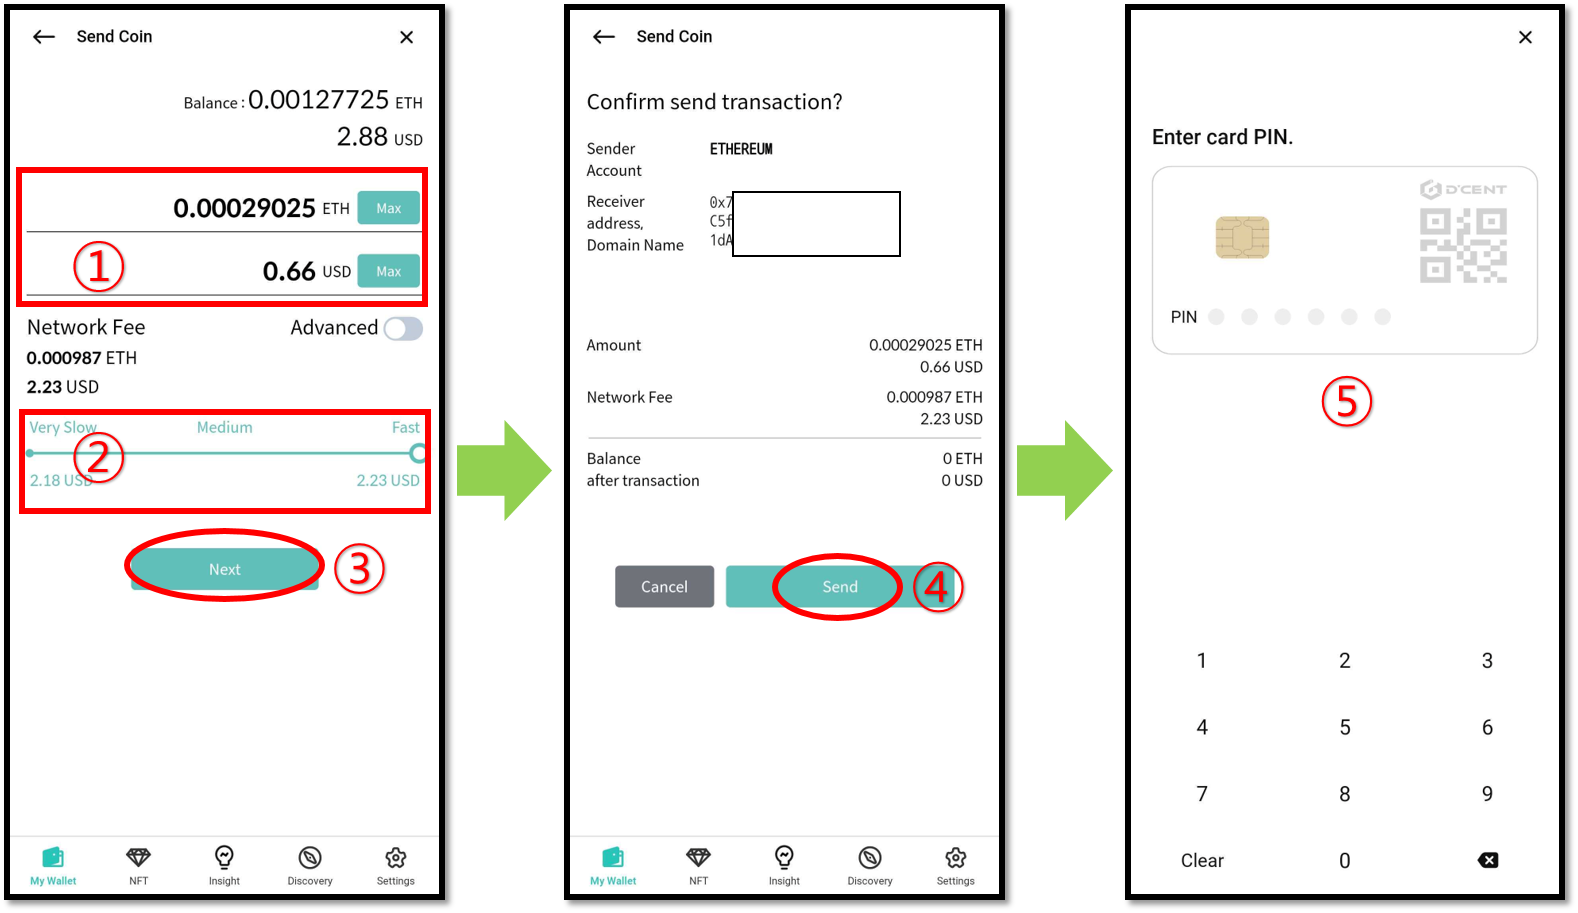 Send Coin
Balance : 0.00127725 ETH
2.88 USD
0.00029025 ETH Max
①
0.66 USD Max
Network Fee Advanced
0.000987 ETH
2.23 USD
Very Slow Medium Fast
②
2.18 USD 2.23 USD
Next ③
My Wallet NFT Insight Discovery Settings
Send Coin
Confirm send transaction?
Sender ETHEREUM
Account
Receiver 0x7
address, C5f
Domain Name 1dA
Amount 0.00029025 ETH
0.66 USD
Network Fee 0.000987 ETH
2.23 USD
Balance 0 ETH
after transaction 0 USD
Cancel Send ④
My Wallet NFT Insight Discovery Settings
Enter card PIN.
D'CENT
PIN
⑤
1 2 3
4 5 6
7 8 9
Clear 0